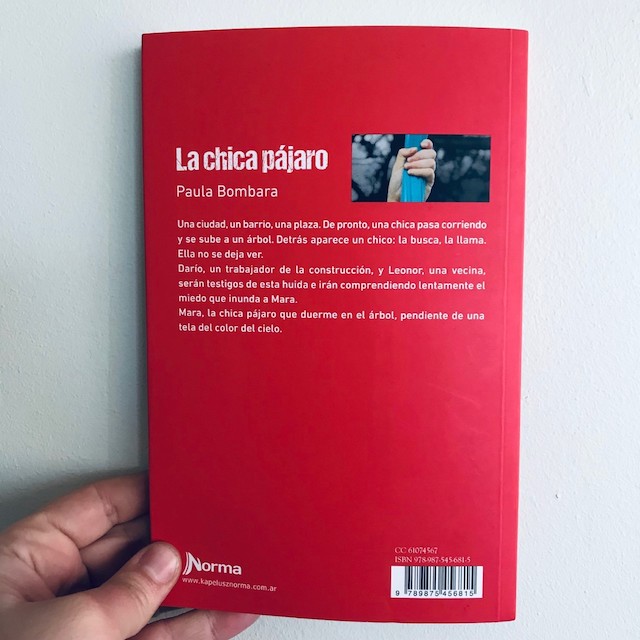 La chica pájaro
Paula Bombara
Una ciudad, un barrio, una plaza. De pronto, una chica pasa corriendo
y se sube a un árbol. Detrás aparece un chico: la busca, la llama.
Ella no se deja ver.
Darío, un trabajador de la construcción, y Leonor, una vecina,
serán testigos de esta huida e irán comprendiendo lentamente el
miedo que inunda a Mara.
Mara, la chica pájaro que duerme en el árbol, pendiente de una
tela del color del cielo.
Norma
www.kapelusznorma.com.ar
CC 61074567
ISBN 978-987-545-681-5
9 789875 456815